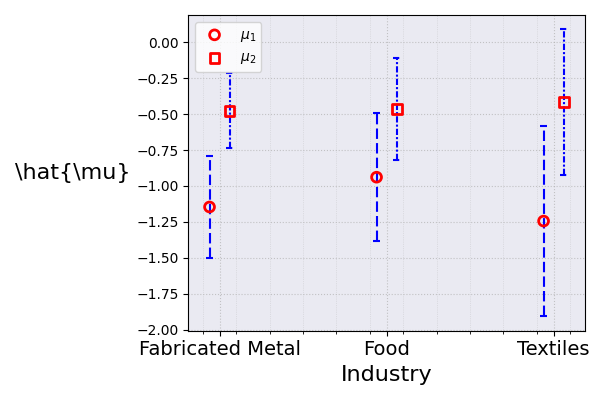 μ1
μ2
0.00
−0.25
−0.50
−0.75
−1.00
−1.25
−1.50
−1.75
−2.00
\hat{\mu}
Fabricated Metal Food Textiles
Industry